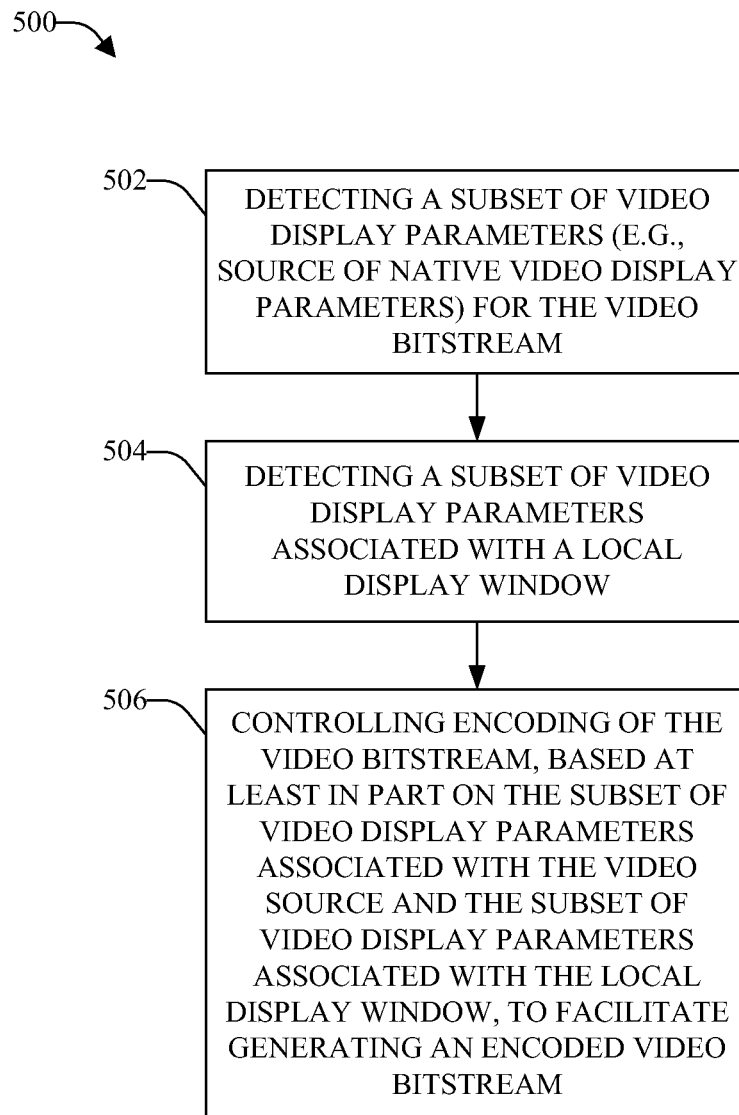 500
502
DETECTING A SUBSET OF VIDEO
DISPLAY PARAMETERS (E.G.,
SOURCE OF NATIVE VIDEO DISPLAY
PARAMETERS) FOR THE VIDEO
BITSTREAM
504
DETECTING A SUBSET OF VIDEO
DISPLAY PARAMETERS
ASSOCIATED WITH A LOCAL
DISPLAY WINDOW
506
CONTROLLING ENCODING OF THE
VIDEO BITSTREAM, BASED AT
LEAST IN PART ON THE SUBSET OF
VIDEO DISPLAY PARAMETERS
ASSOCIATED WITH THE VIDEO
SOURCE AND THE SUBSET OF
VIDEO DISPLAY PARAMETERS
ASSOCIATED WITH THE LOCAL
DISPLAY WINDOW, TO FACILITATE
GENERATING AN ENCODED VIDEO
BITSTREAM